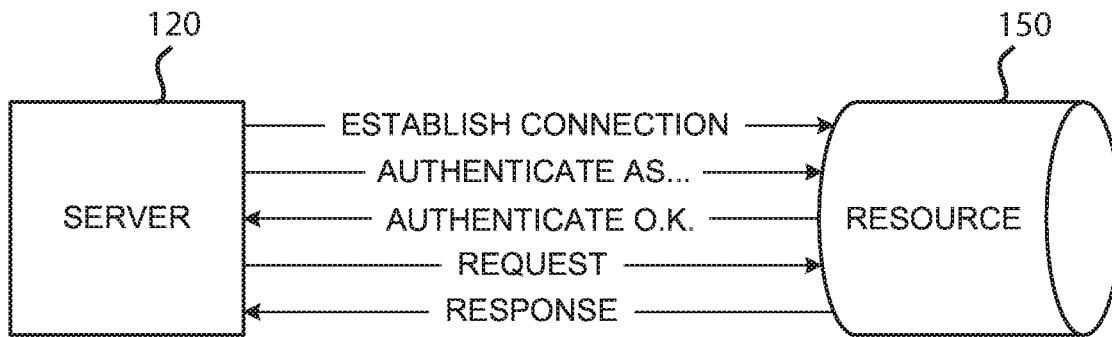 120
150
ESTABLISH CONNECTION
AUTHENTICATE AS...
SERVER
AUTHENTICATE O.K.
RESOURCE
REQUEST
RESPONSE